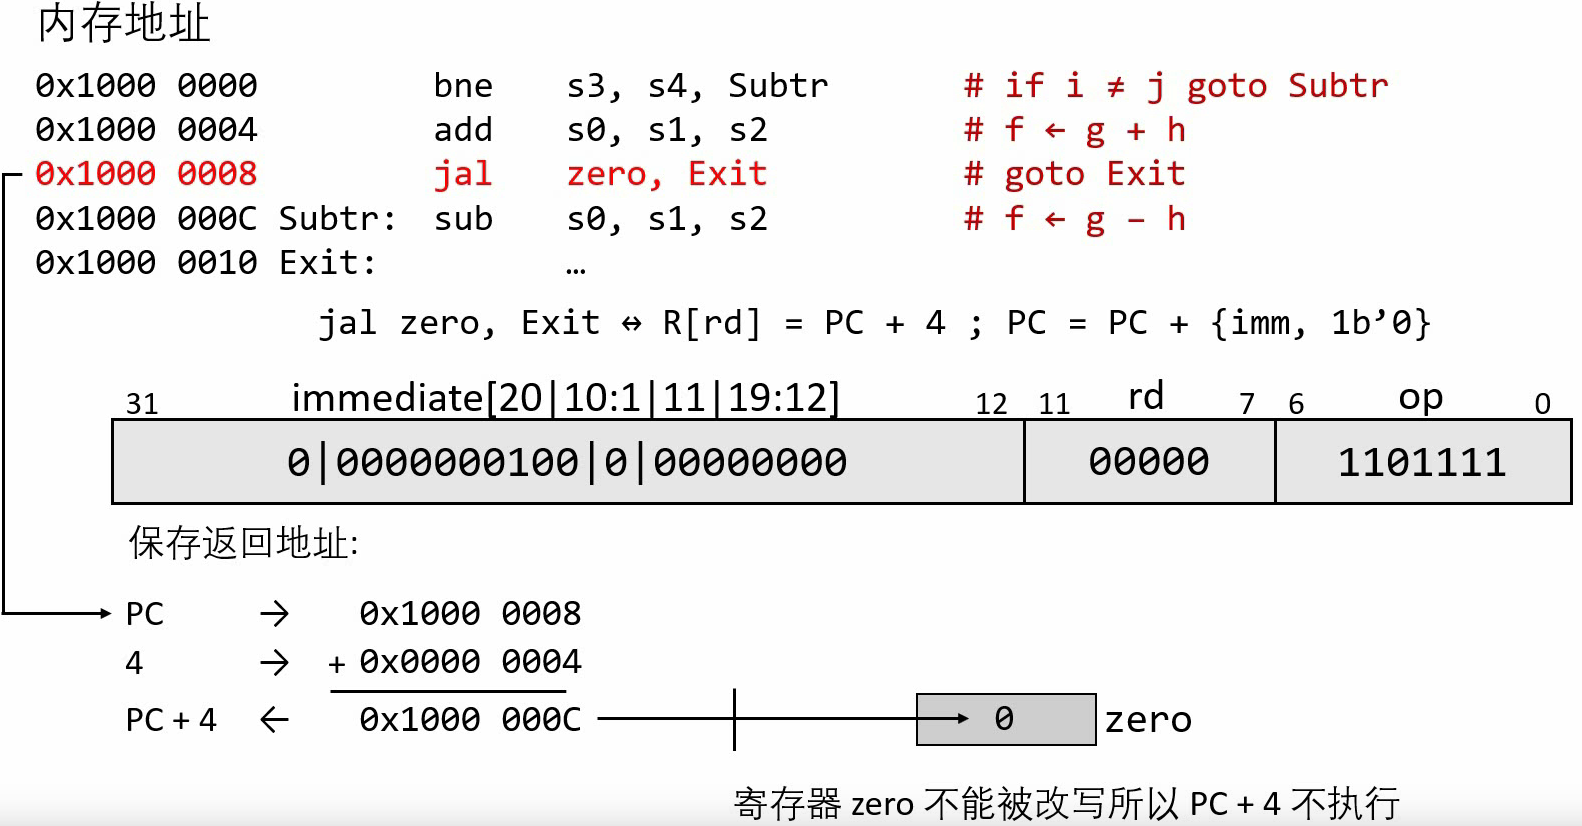 内存地址
0x1000 0000 bne s3, s4, Subtr # if i ≠ j goto Subtr
0x1000 0004 add s0, s1, s2 # f ← g + h
0x1000 0008 jal zero, Exit # goto Exit
0x1000 000C Subtr: sub s0, s1, s2 # f ← g – h
0x1000 0010 Exit: …
jal zero, Exit ↔ R[rd] = PC + 4 ; PC = PC + {imm, 1b’0}
31 immediate[20|10:1|11|19:12] 12 11 rd 7 6 op 0
0|0000000100|0|00000000 00000 1101111
保存返回地址:
PC → 0x1000 0008
4 → + 0x0000 0004
PC + 4 ← 0x1000 000C 0 zero
寄存器 zero 不能被改写所以 PC + 4 不执行